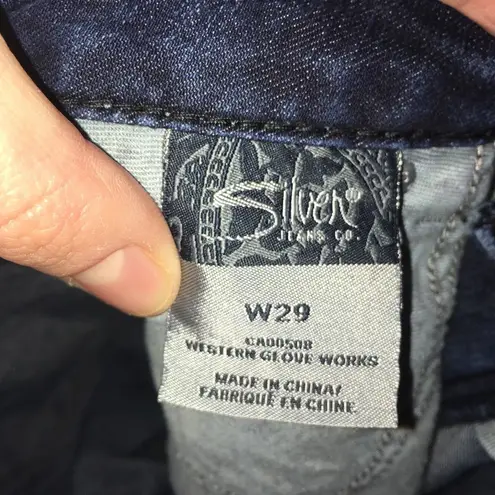 Silver
JEANS CO.
W29
CA00508
WESTERN GLOVE WORKS
MADE IN CHINA/
FABRIQUÉ EN CHINE